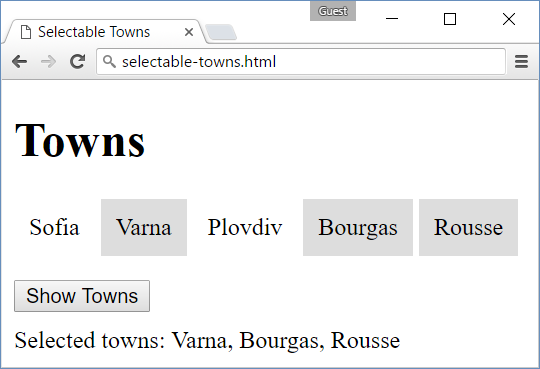 Guest
Selectable Towns
selectable-towns.html
Towns
Sofia Varna Plovdiv Bourgas Rousse
Show Towns
Selected towns: Varna, Bourgas, Rousse